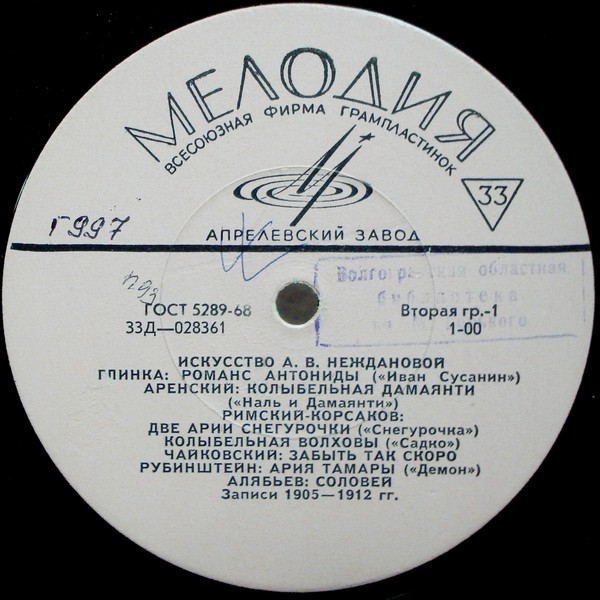 МЕЛОДИЯ
ВСЕСОЮЗНАЯ ФИРМА ГРАМПЛАСТИНОК
33
АПРЕЛЕВСКИЙ ЗАВОД
Г997
ГОСТ 5289-68
33Д—028361
Вторая гр.-1
1-00
областная
библиотека
ИСКУССТВО А. В. НЕЖДАНОВОЙ
ГЛИНКА: РОМАНС АНТОНИДЫ («Иван Сусанин»)
АРЕНСКИЙ: КОЛЫБЕЛЬНАЯ ДАМАЯНТИ
(«Наль и Дамаянти»)
РИМСКИЙ-КОРСАКОВ:
ДВЕ АРИИ СНЕГУРОЧКИ («Снегурочка»)
КОЛЫБЕЛЬНАЯ ВОЛХОВЫ («Садко»)
ЧАЙКОВСКИЙ: ЗАБЫТЬ ТАК СКОРО
РУБИНШТЕЙН: АРИЯ ТАМАРЫ («Демон»)
АЛЯБЬЕВ: СОЛОВЕЙ
Записи 1905—1912 гг.